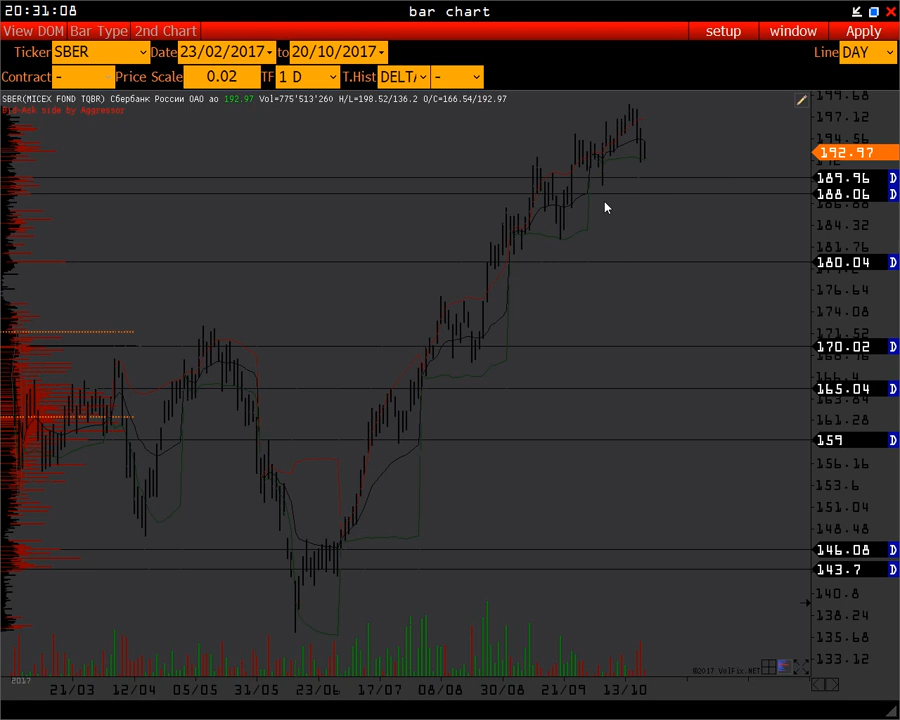 20:31:08 bar chart
View DOM Bar Type 2nd Chart setup window Apply
Ticker SBER Date 23/02/2017 to 20/10/2017 Line DAY
Contract - Price Scale 0.02 TF 1 D T.Hist DELT -
SBER(MICEX FOND TQBR) Сбербанк России ОАО ао 192.97 Vol=775'513'260 H/L=198.52/136.2 O/C=166.54/192.97
Bid-Ask side by Aggressor
199.68
197.12
194.56
192.97
189.96 D
188.06 D
184.32
181.76
180.04 D
176.64
174.08
171.52
170.02 D
165.04 D
161.28
159 D
156.16
153.6
151.04
148.48
146.08 D
143.7 D
140.8
138.24
135.68
133.12
©2017 VolFix.NET
2017
21/03 12/04 05/05 31/05 23/06 17/07 08/08 30/08 21/09 13/10